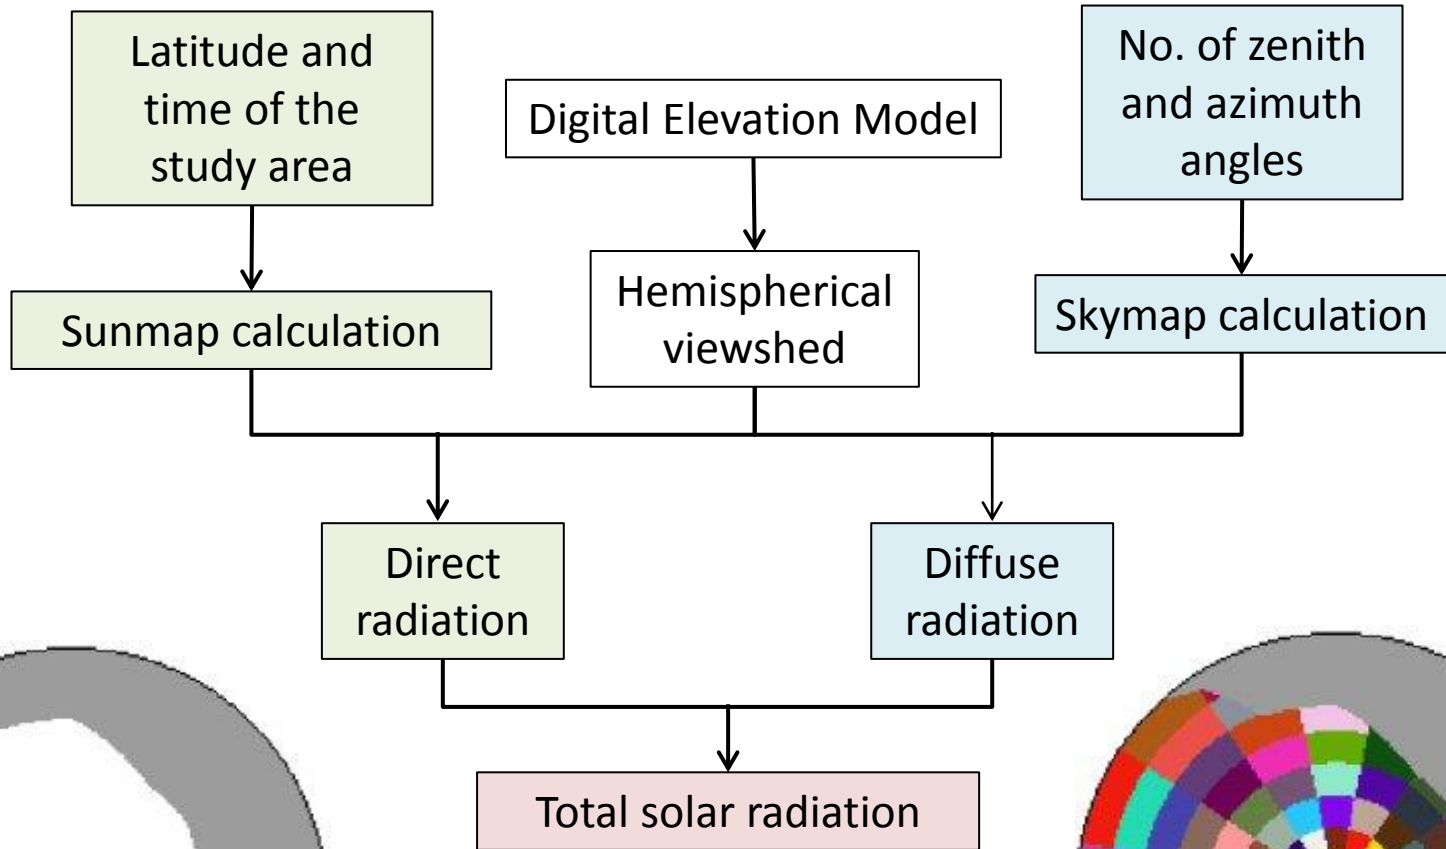 Latitude and
time of the
study area
Digital Elevation Model
No. of zenith
and azimuth
angles
Sunmap calculation
Hemispherical
viewshed
Skymap calculation
Direct
radiation
Diffuse
radiation
Total solar radiation